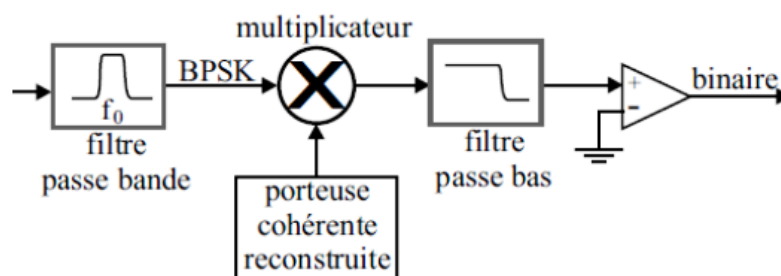 multiplicateur
BPSK
f₀
filtre
passe bande
X
porteuse
cohérente
reconstruite
filtre
passe bas
+
-
binaire